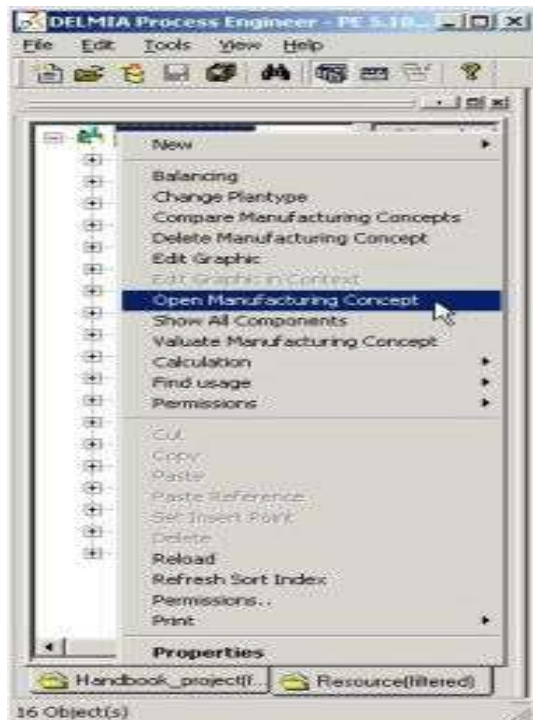 DELMIA Process Engineer - PE 5.1
File Edit Tools View Help
New
Balancing
Change Plantype
Compare Manufacturing Concepts
Delete Manufacturing Concept
Edit Graphic
Edit Graphic in Context
Open Manufacturing Concept
Show All Components
Valuate Manufacturing Concept
Calculation
Find usage
Permissions
Cut
Copy
Paste
Paste Reference
Set Insert Point
Delete
Reload
Refresh Sort Index
Permissions..
Print
Properties
Handbook_project(f.. Resource(filtered)
16 Object(s)